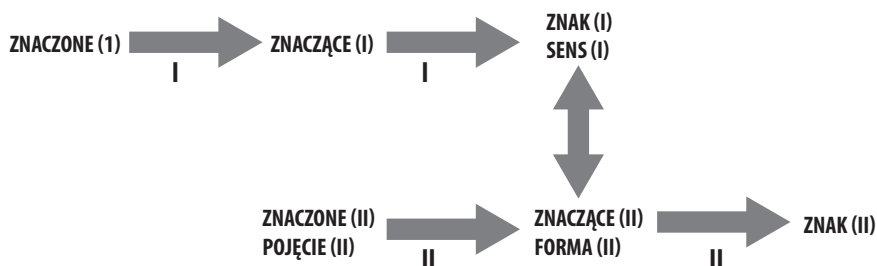 ZNACZONE (1)
ZNACZĄCE (I)
ZNAK (I)
SENS (I)
I
I
ZNACZONE (II)
POJĘCIE (II)
ZNACZĄCE (II)
FORMA (II)
ZNAK (II)
II
II